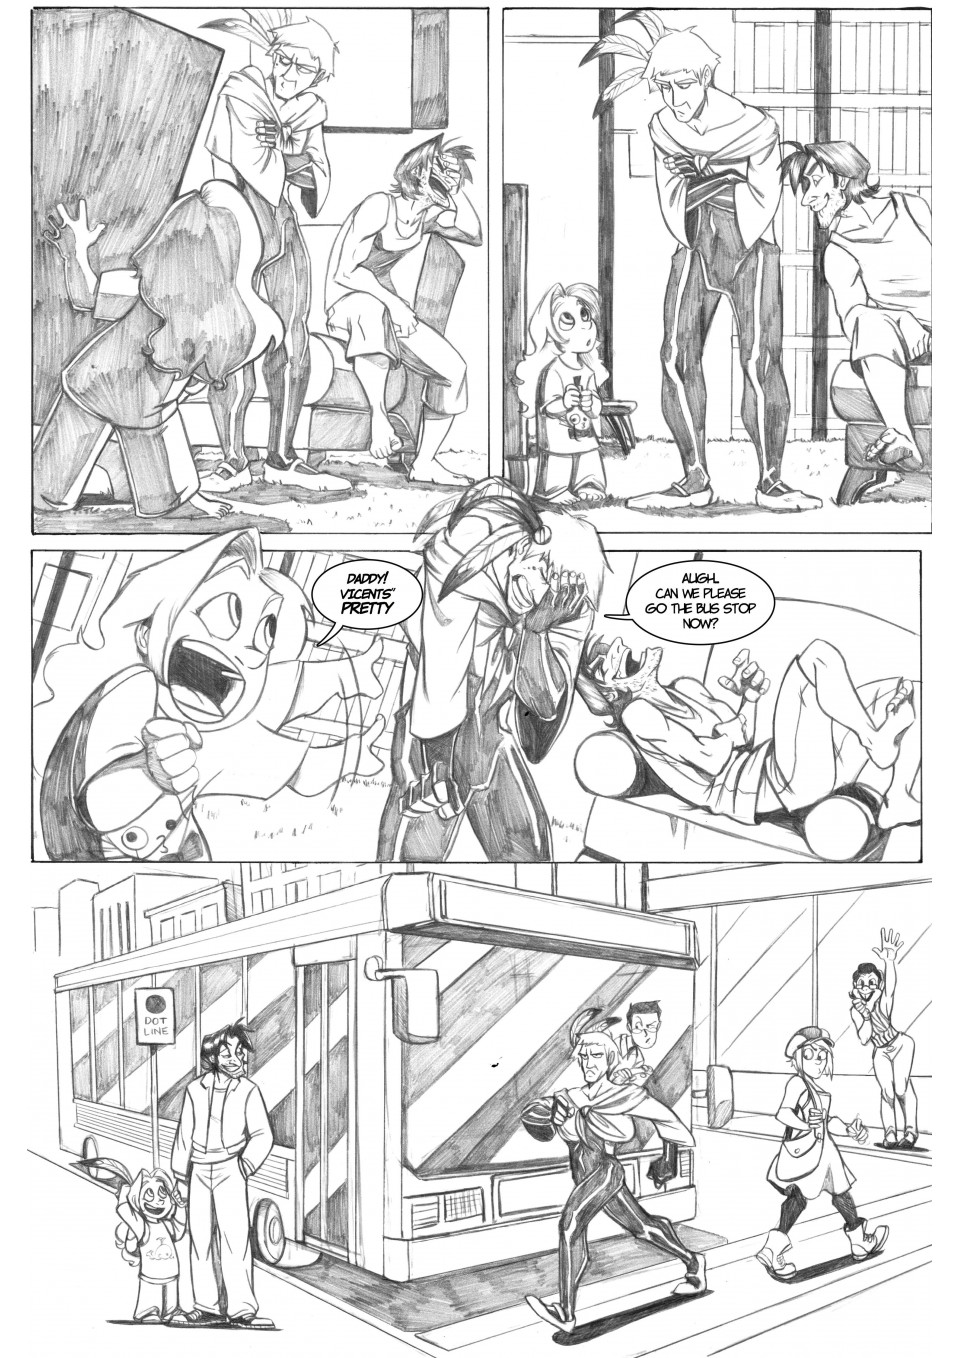 DADDY!
VICENTS"
PRETTY
AUGH.
CAN WE PLEASE
GO THE BUS STOP
NOW?
DOT
LINE